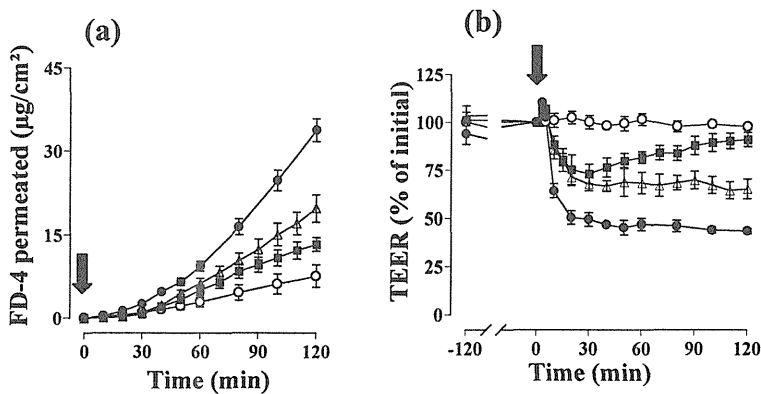 (a)
FD-4 permeated (µg/cm²)
45
30
15
0
0 30 60 90 120
Time (min)
(b)
TEER (% of initial)
125
100
75
50
25
0
-120 0 30 60 90 120
Time (min)